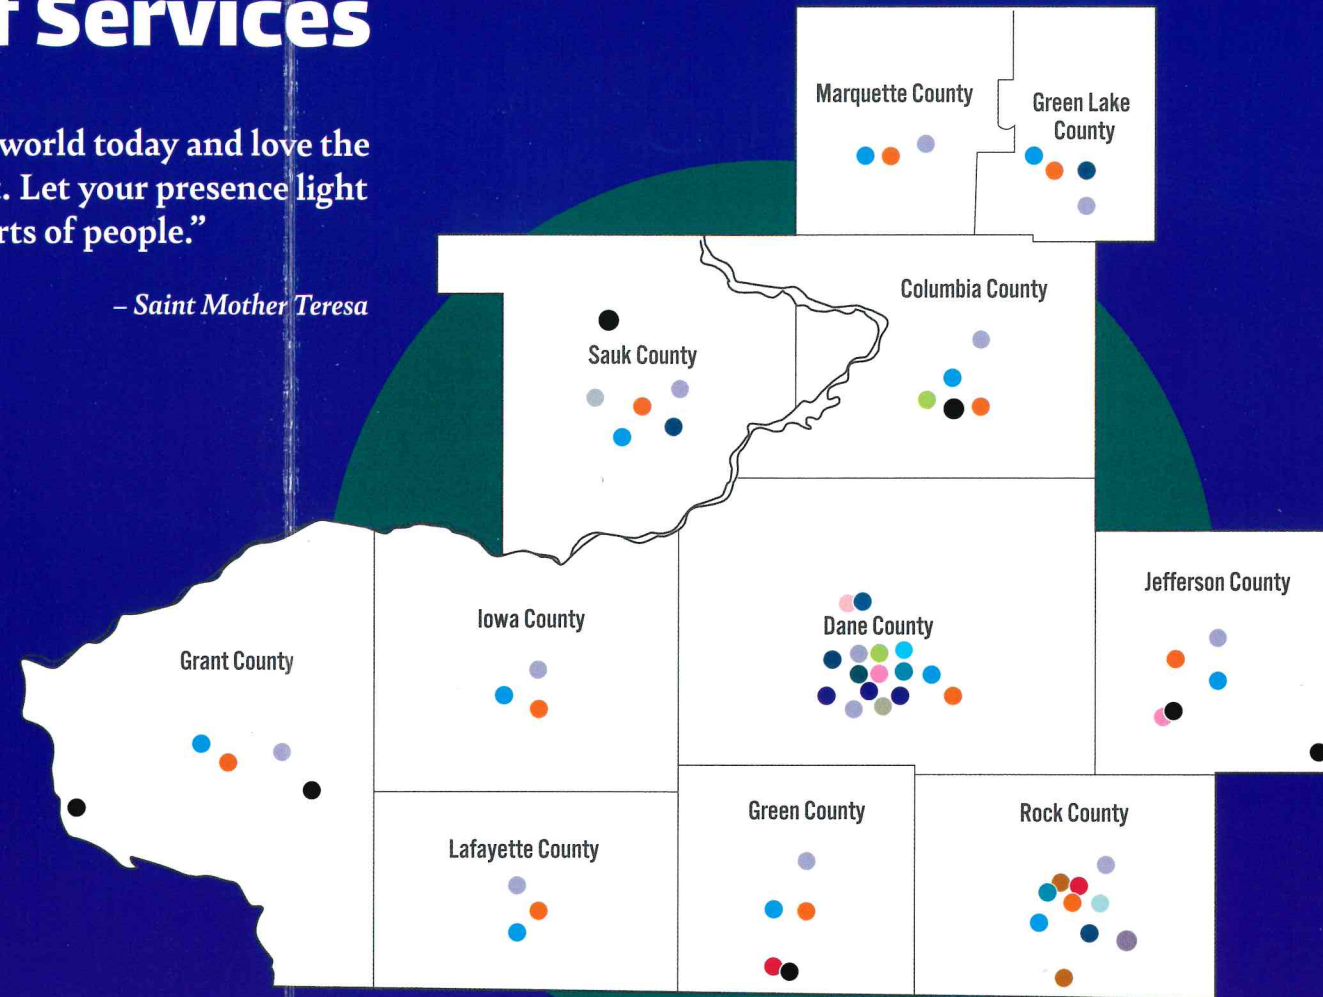 f Services
world today and love the
. Let your presence light
rts of people.”
– Saint Mother Teresa
Marquette County
Green Lake
County
Columbia County
Sauk County
Jefferson County
Iowa County
Dane County
Grant County
Green County
Rock County
Lafayette County